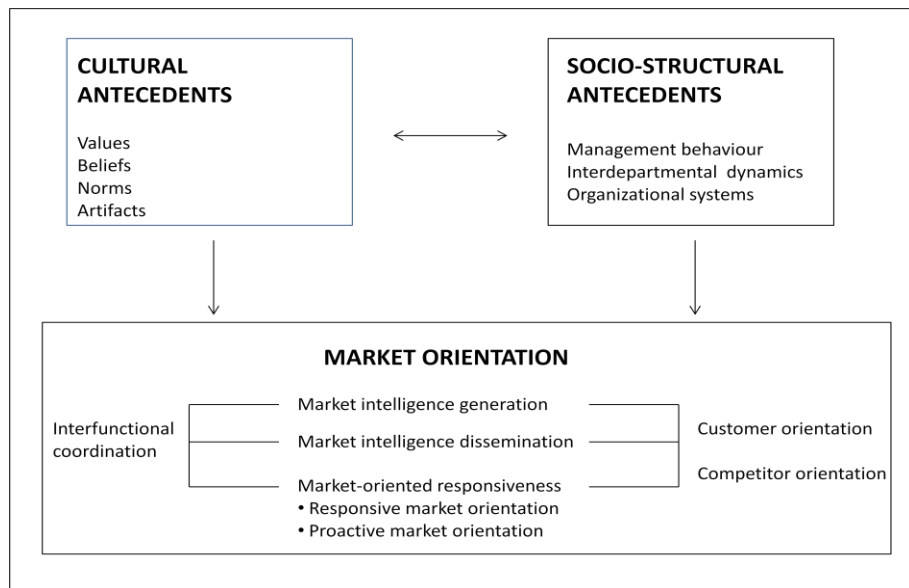 CULTURAL
ANTECEDENTS
Values
Beliefs
Norms
Artifacts
SOCIO-STRUCTURAL
ANTECEDENTS
Management behaviour
Interdepartmental dynamics
Organizational systems
MARKET ORIENTATION
Interfunctional
coordination
Market intelligence generation
Market intelligence dissemination
Market-oriented responsiveness
• Responsive market orientation
• Proactive market orientation
Customer orientation
Competitor orientation